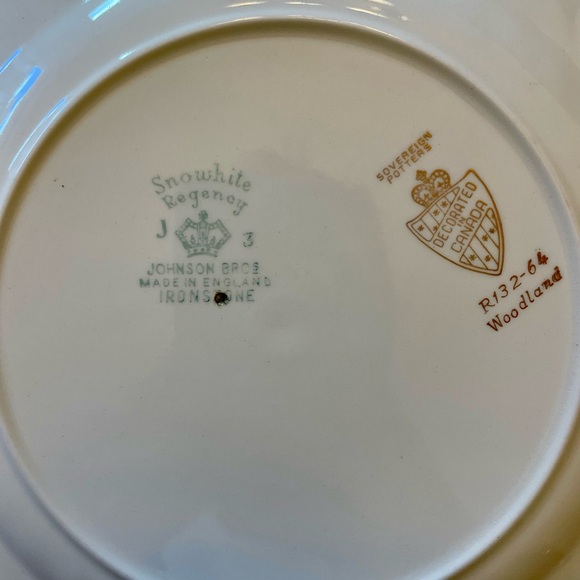 Snowhite
Regency
J 3
JOHNSON BROS
MADE IN ENGLAND
IRONSTONE
SOVEREIGN
POTTERS
DECORATED
CANADA
R132-64
Woodland